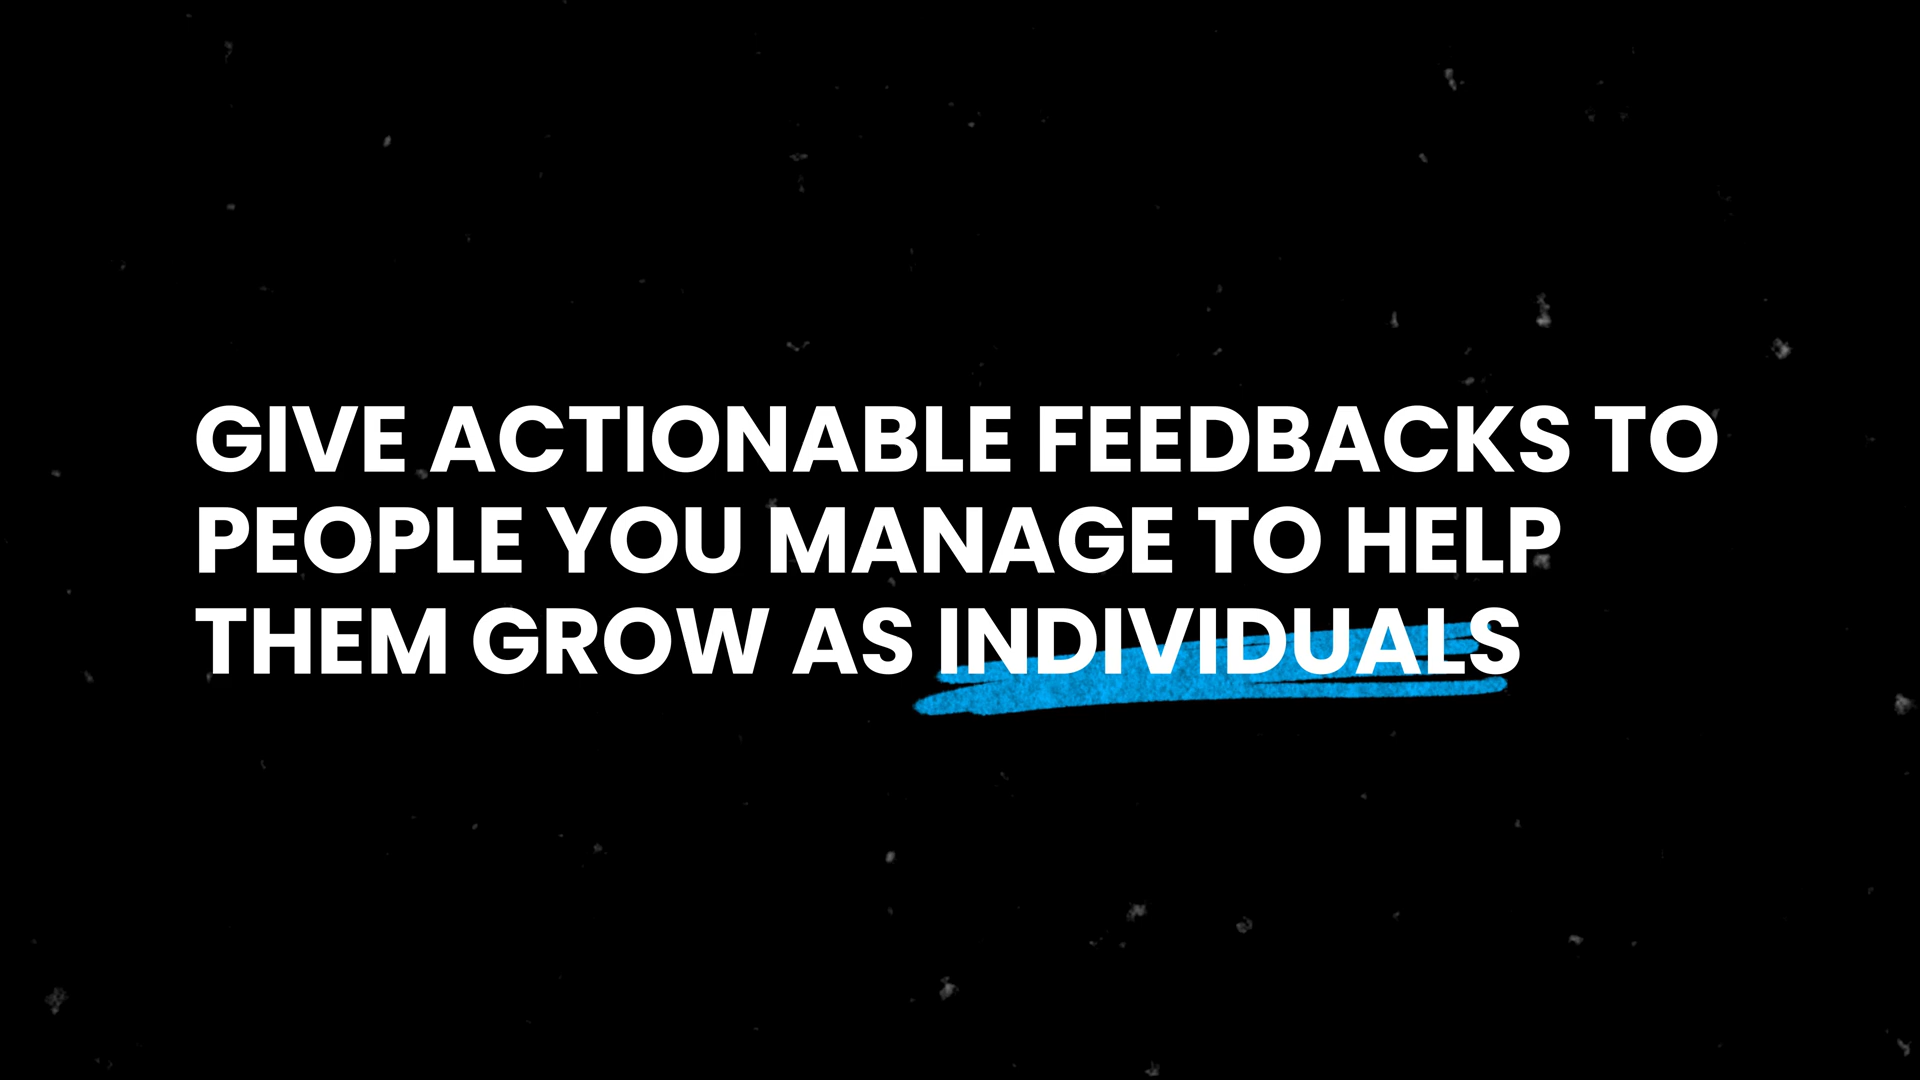 GIVE ACTIONABLE FEEDBACKS TO
PEOPLE YOU MANAGE TO HELP
THEM GROW AS INDIVIDUALS